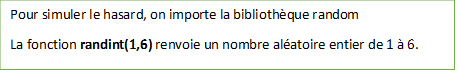 Pour simuler le hasard, on importe la bibliothèque random
La fonction randint(1,6) renvoie un nombre aléatoire entier de 1 à 6.